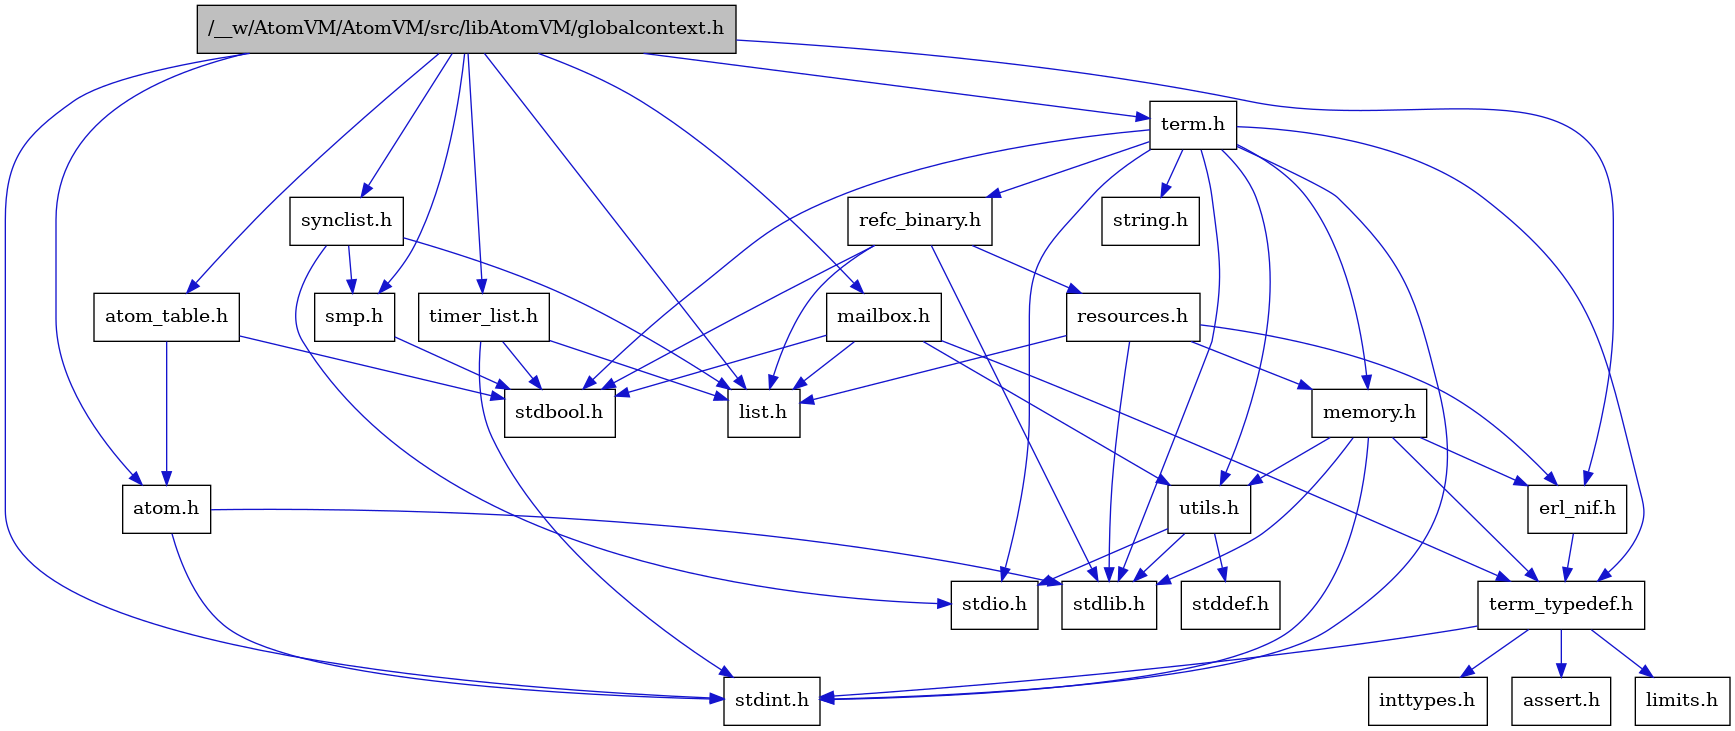 /__w/AtomVM/AtomVM/src/libAtomVM/globalcontext.h
term.h
synclist.h
refc_binary.h
string.h
atom_table.h
smp.h
timer_list.h
mailbox.h
resources.h
stdbool.h
list.h
memory.h
atom.h
utils.h
erl_nif.h
stdio.h
stdlib.h
stddef.h
term_typedef.h
stdint.h
inttypes.h
assert.h
limits.h